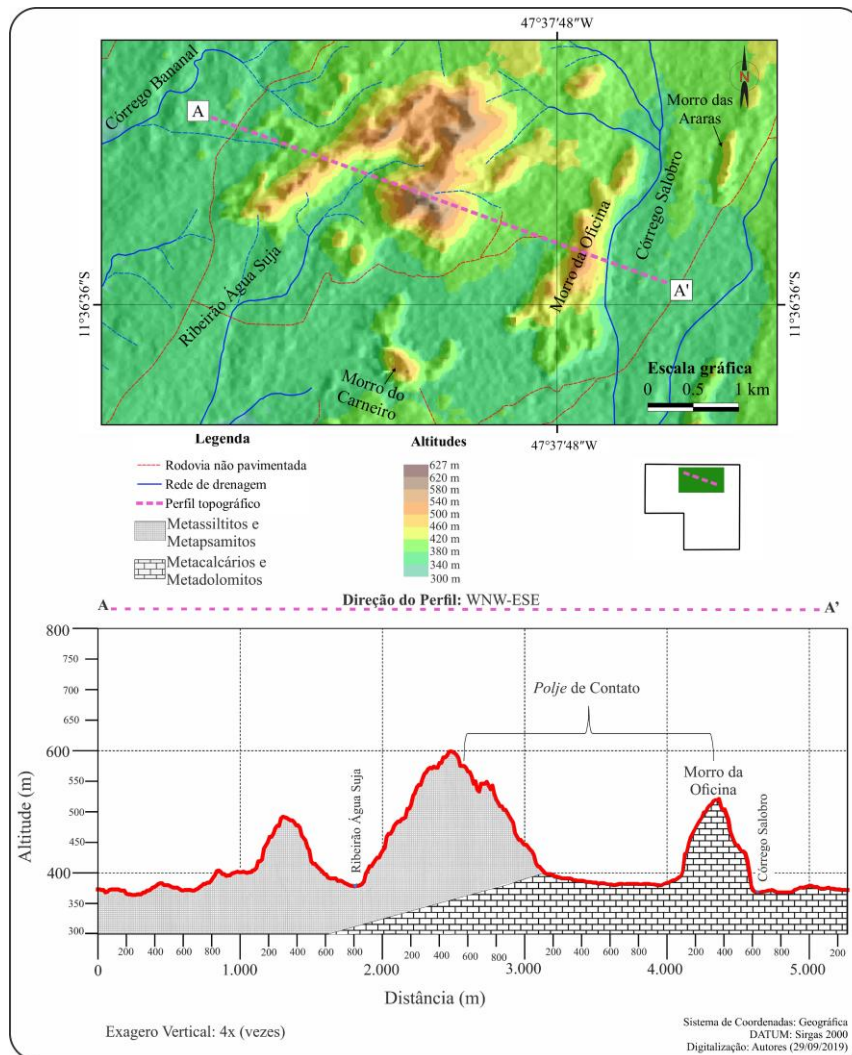 47°37'48"W
Córrego Bananal
A
N
Morro das
Araras
Córrego Salobro
Morro da Oficina
Ribeirão Água Suja
A'
11°36'36"S
11°36'36"S
Morro do
Carneiro
Escala gráfica
0 0,5 1 km
47°37'48"W
Legenda
Rodovia não pavimentada
Rede de drenagem
Perfil topográfico
Metassiltitos e
Metapsamitos
Metacalcários e
Metadolomitos
Altitudes
627 m
620 m
580 m
540 m
500 m
460 m
420 m
380 m
340 m
300 m
A
Direção do Perfil: WNW-ESE
A'
800
750
700
650
600
550
500
450
400
350
300
Altitude (m)
Polje de Contato
Ribeirão Água Suja
Morro da
Oficina
Córrego Salobro
0 200 400 600 800 1.000 200 400 600 800 2.000 200 400 600 800 3.000 200 400 600 800 4.000 200 400 600 800 5.000 200
Distância (m)
Exagero Vertical: 4x (vezes)
Sistema de Coordenadas: Geográfica
DATUM: Sirgas 2000
Digitalização: Autores (29/09/2019)